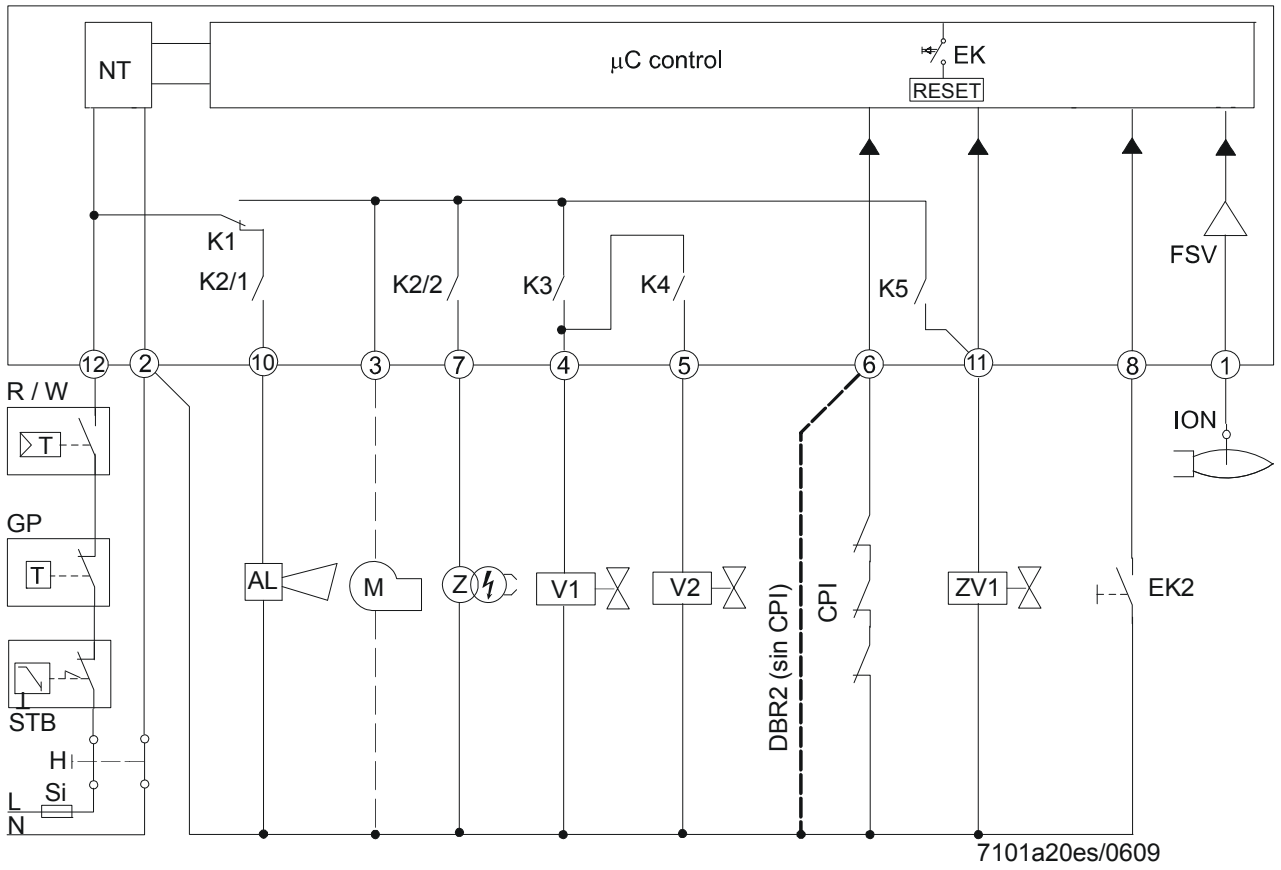 NT
μC control
EK
RESET
K1
K2/1
K2/2
K3
K4
K5
FSV
12
2
10
3
7
4
5
6
11
8
1
R / W
T
GP
T
STB
H
Si
L
N
AL
M
Z
V1
V2
DBR2 (sin CPI)
CPI
ZV1
EK2
ION
7101a20es/0609